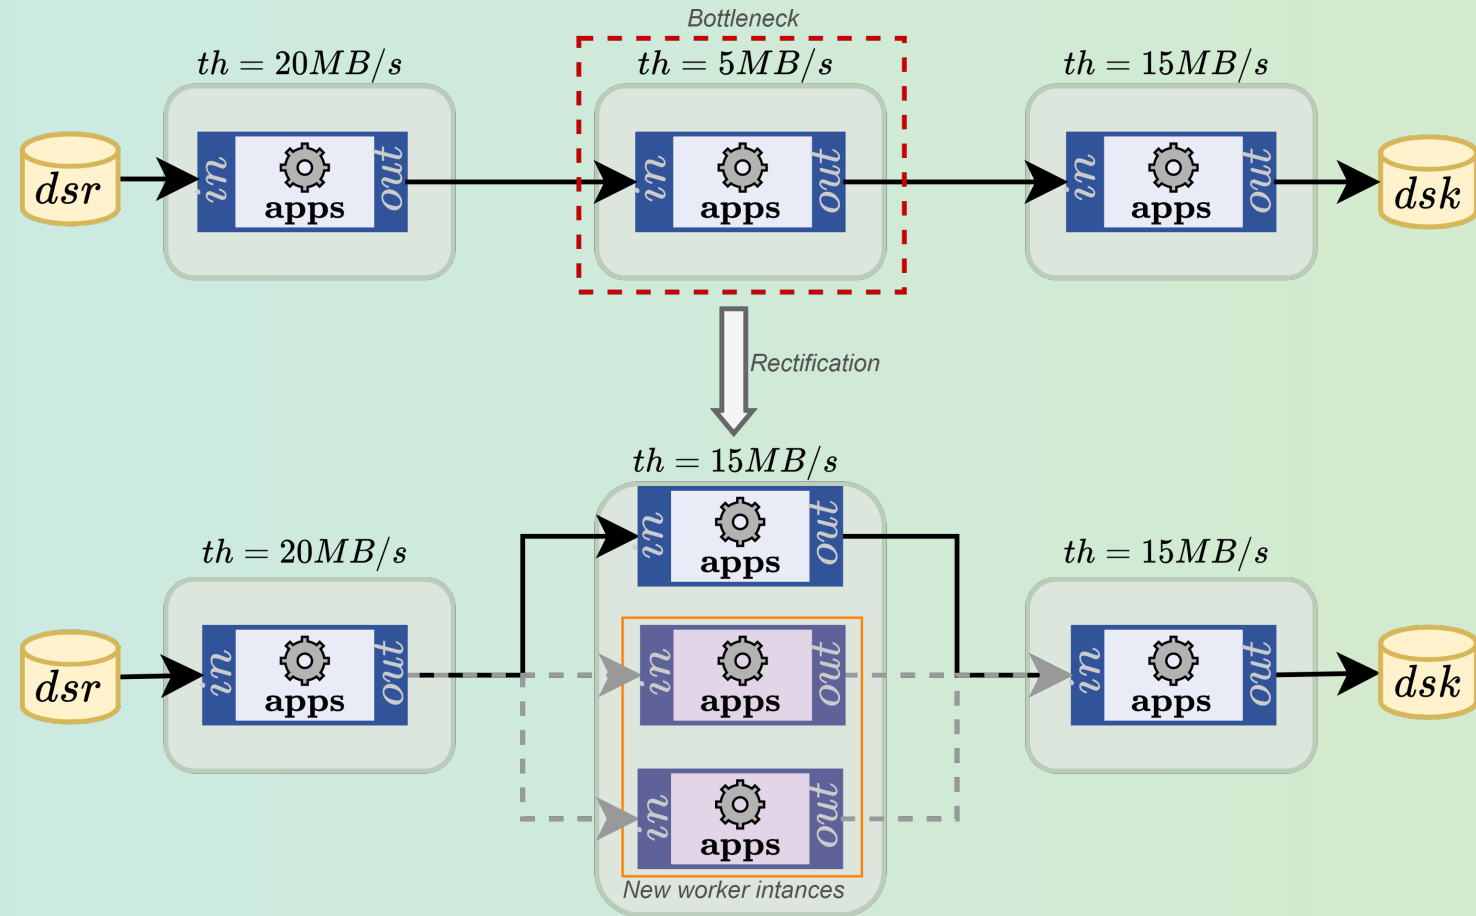 Bottleneck
th = 20MB/s
th = 5MB/s
th = 15MB/s
dsr
in
apps
out
in
apps
out
in
apps
out
dsk
Rectification
th = 15MB/s
in
apps
out
th = 20MB/s
th = 15MB/s
dsr
in
apps
out
in
apps
out
in
apps
out
dsk
in
apps
out
New worker intances